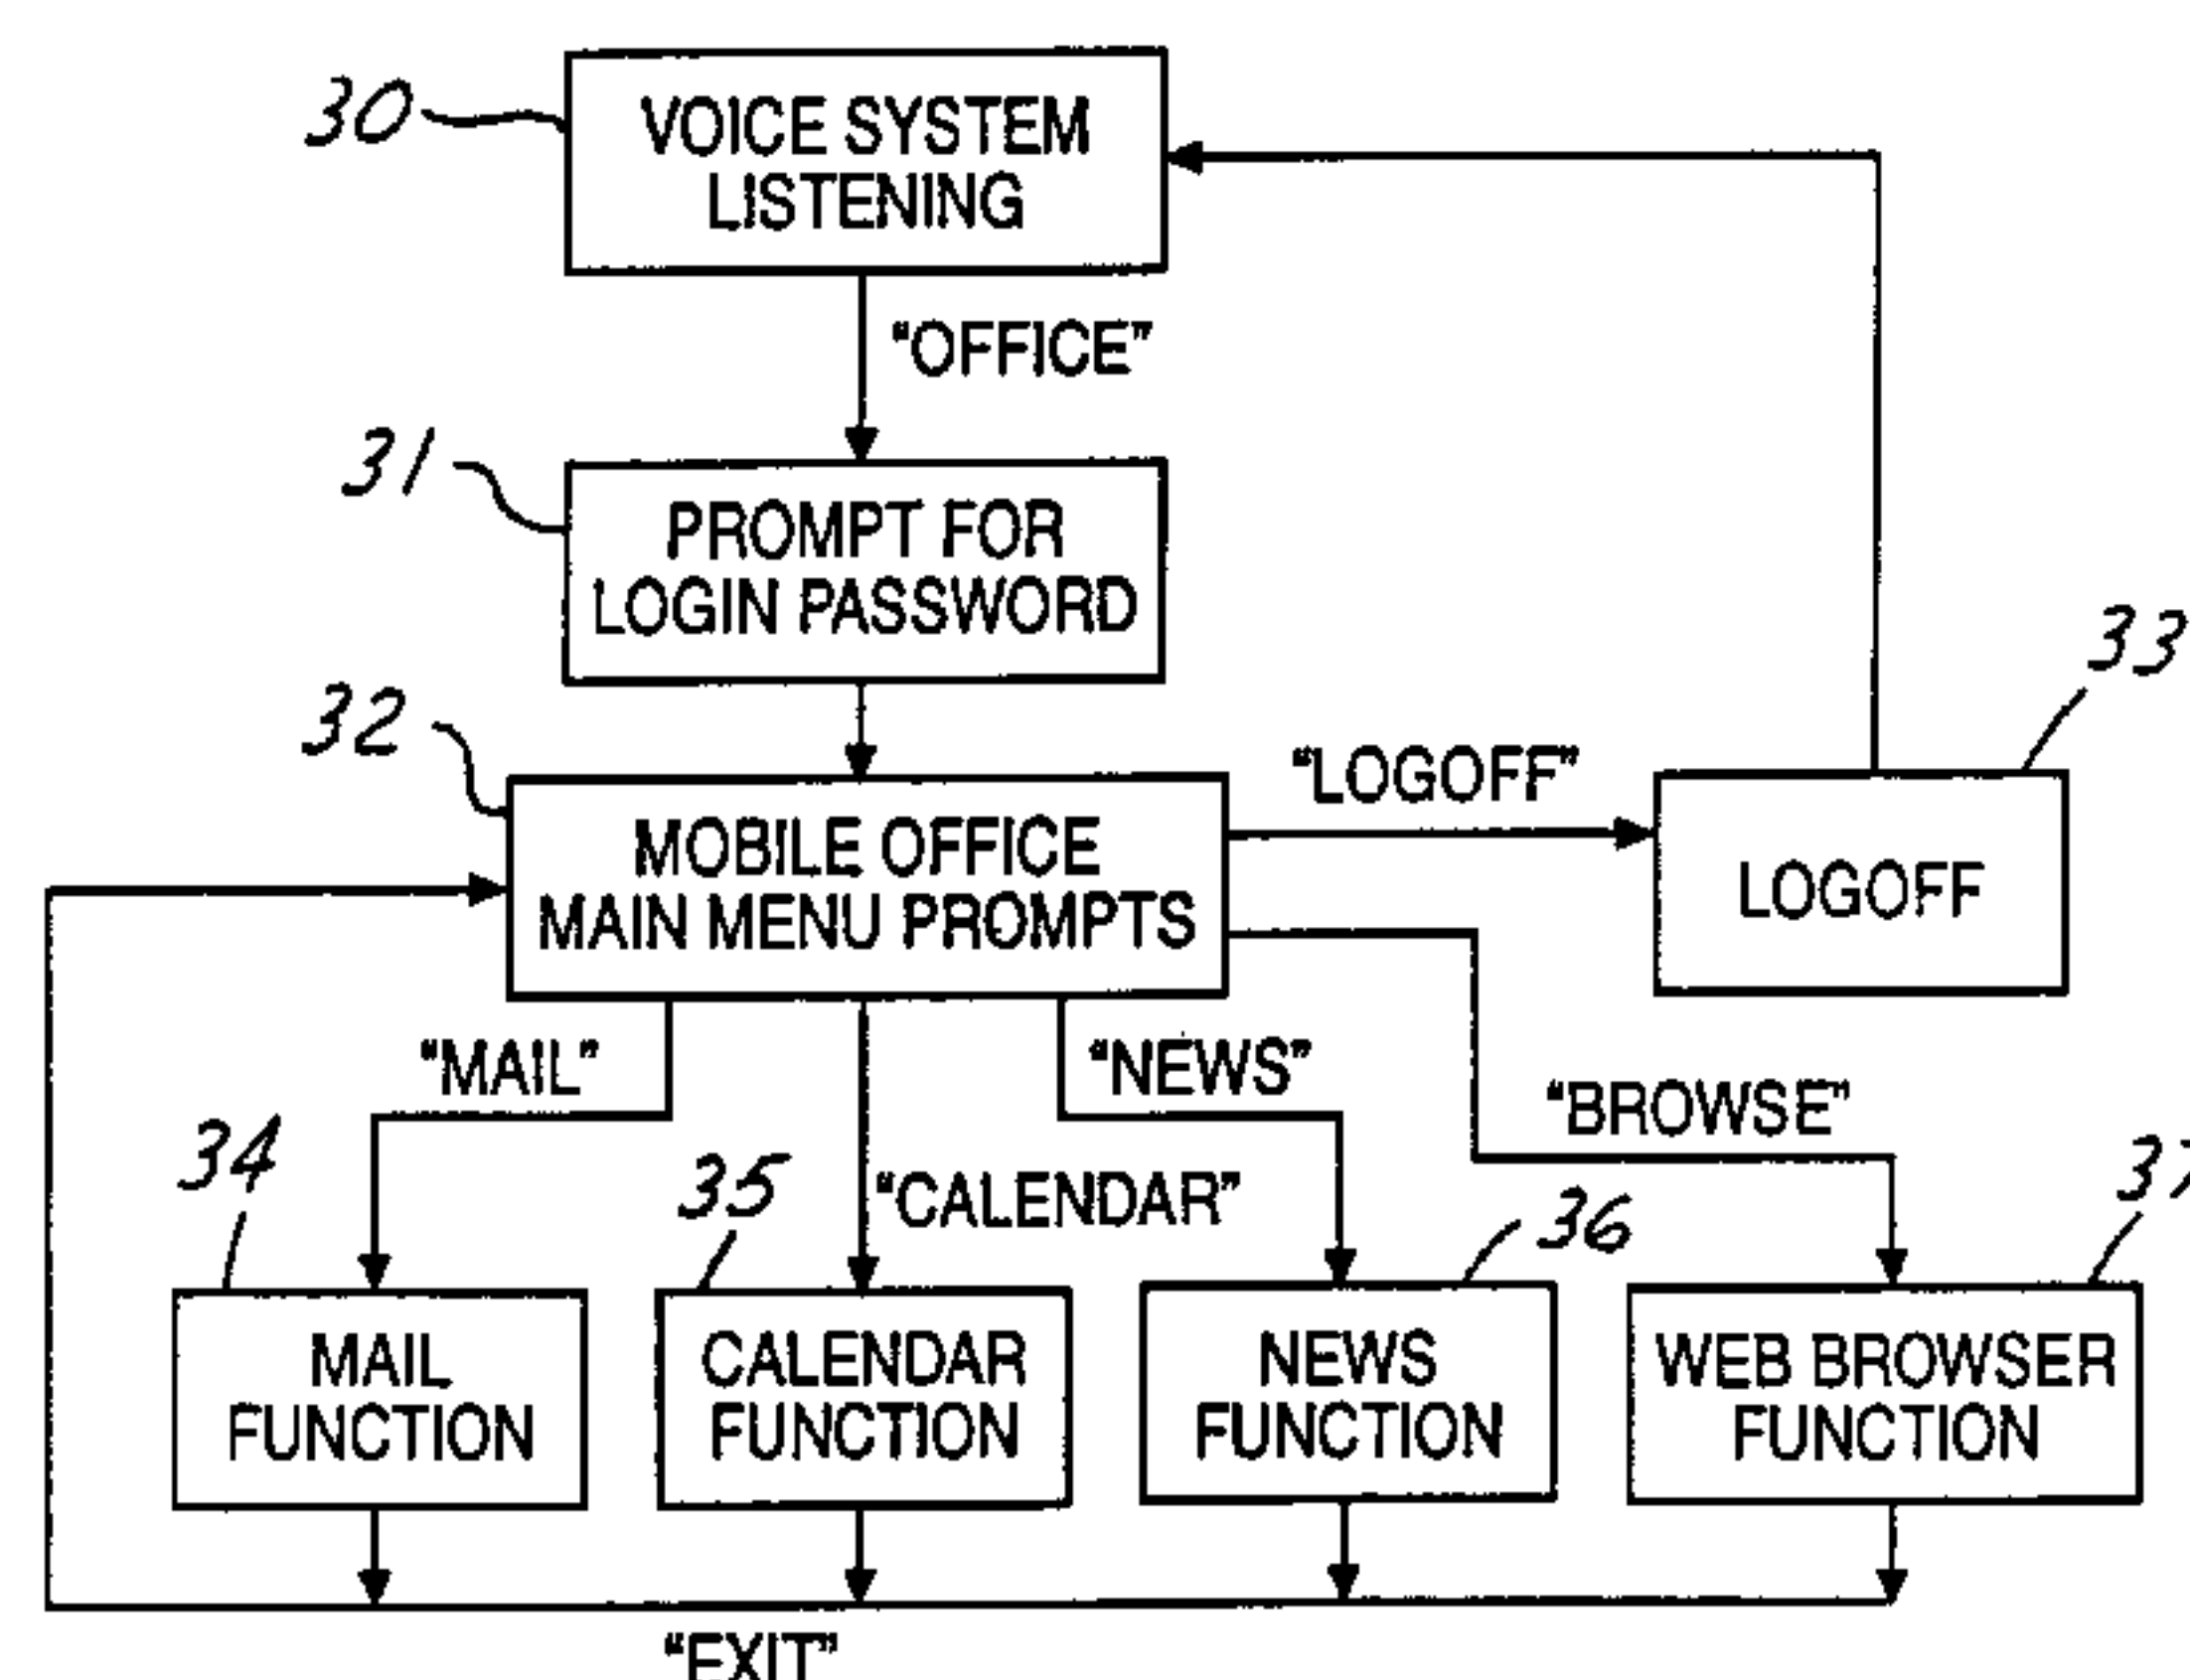 30
VOICE SYSTEM
LISTENING
"OFFICE"
31
PROMPT FOR
LOGIN PASSWORD
32
33
MOBILE OFFICE
MAIN MENU PROMPTS
"LOGOFF"
LOGOFF
"MAIL"
"NEWS"
"BROWSE"
34
35
"CALENDAR"
36
37
MAIL
FUNCTION
CALENDAR
FUNCTION
NEWS
FUNCTION
WEB BROWSER
FUNCTION
"EXIT"